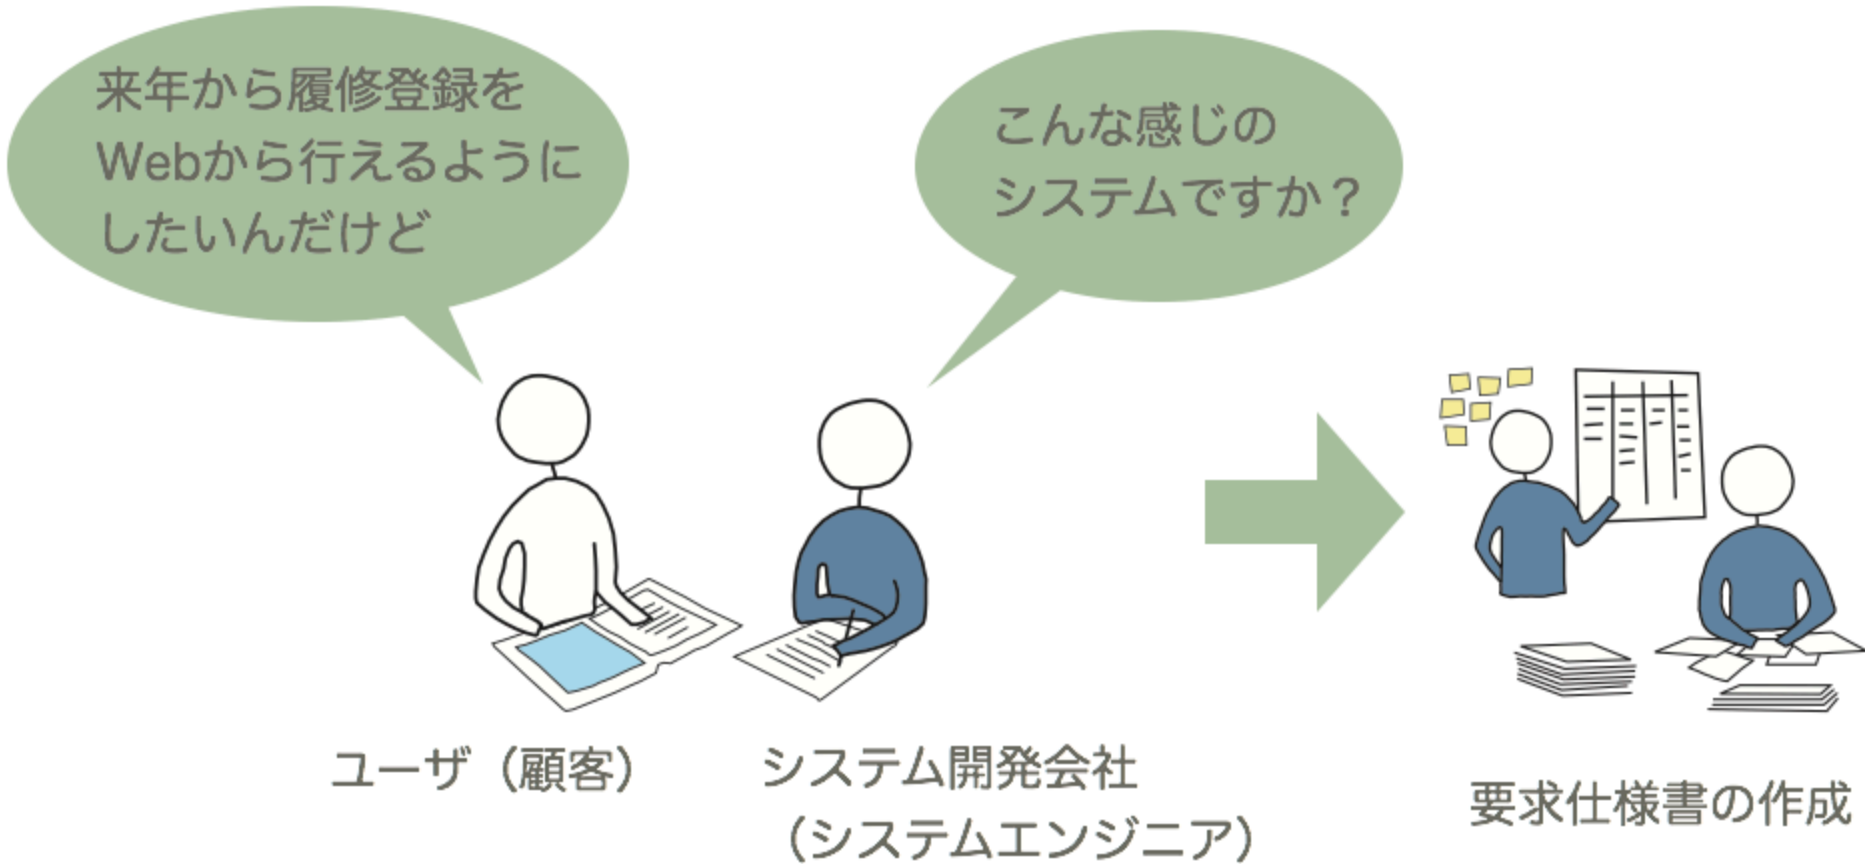 来年から履修登録を
Webから行えるように
したいんだけど
こんな感じの
システムですか？
ユーザ（顧客）
システム開発会社
（システムエンジニア）
要求仕様書の作成